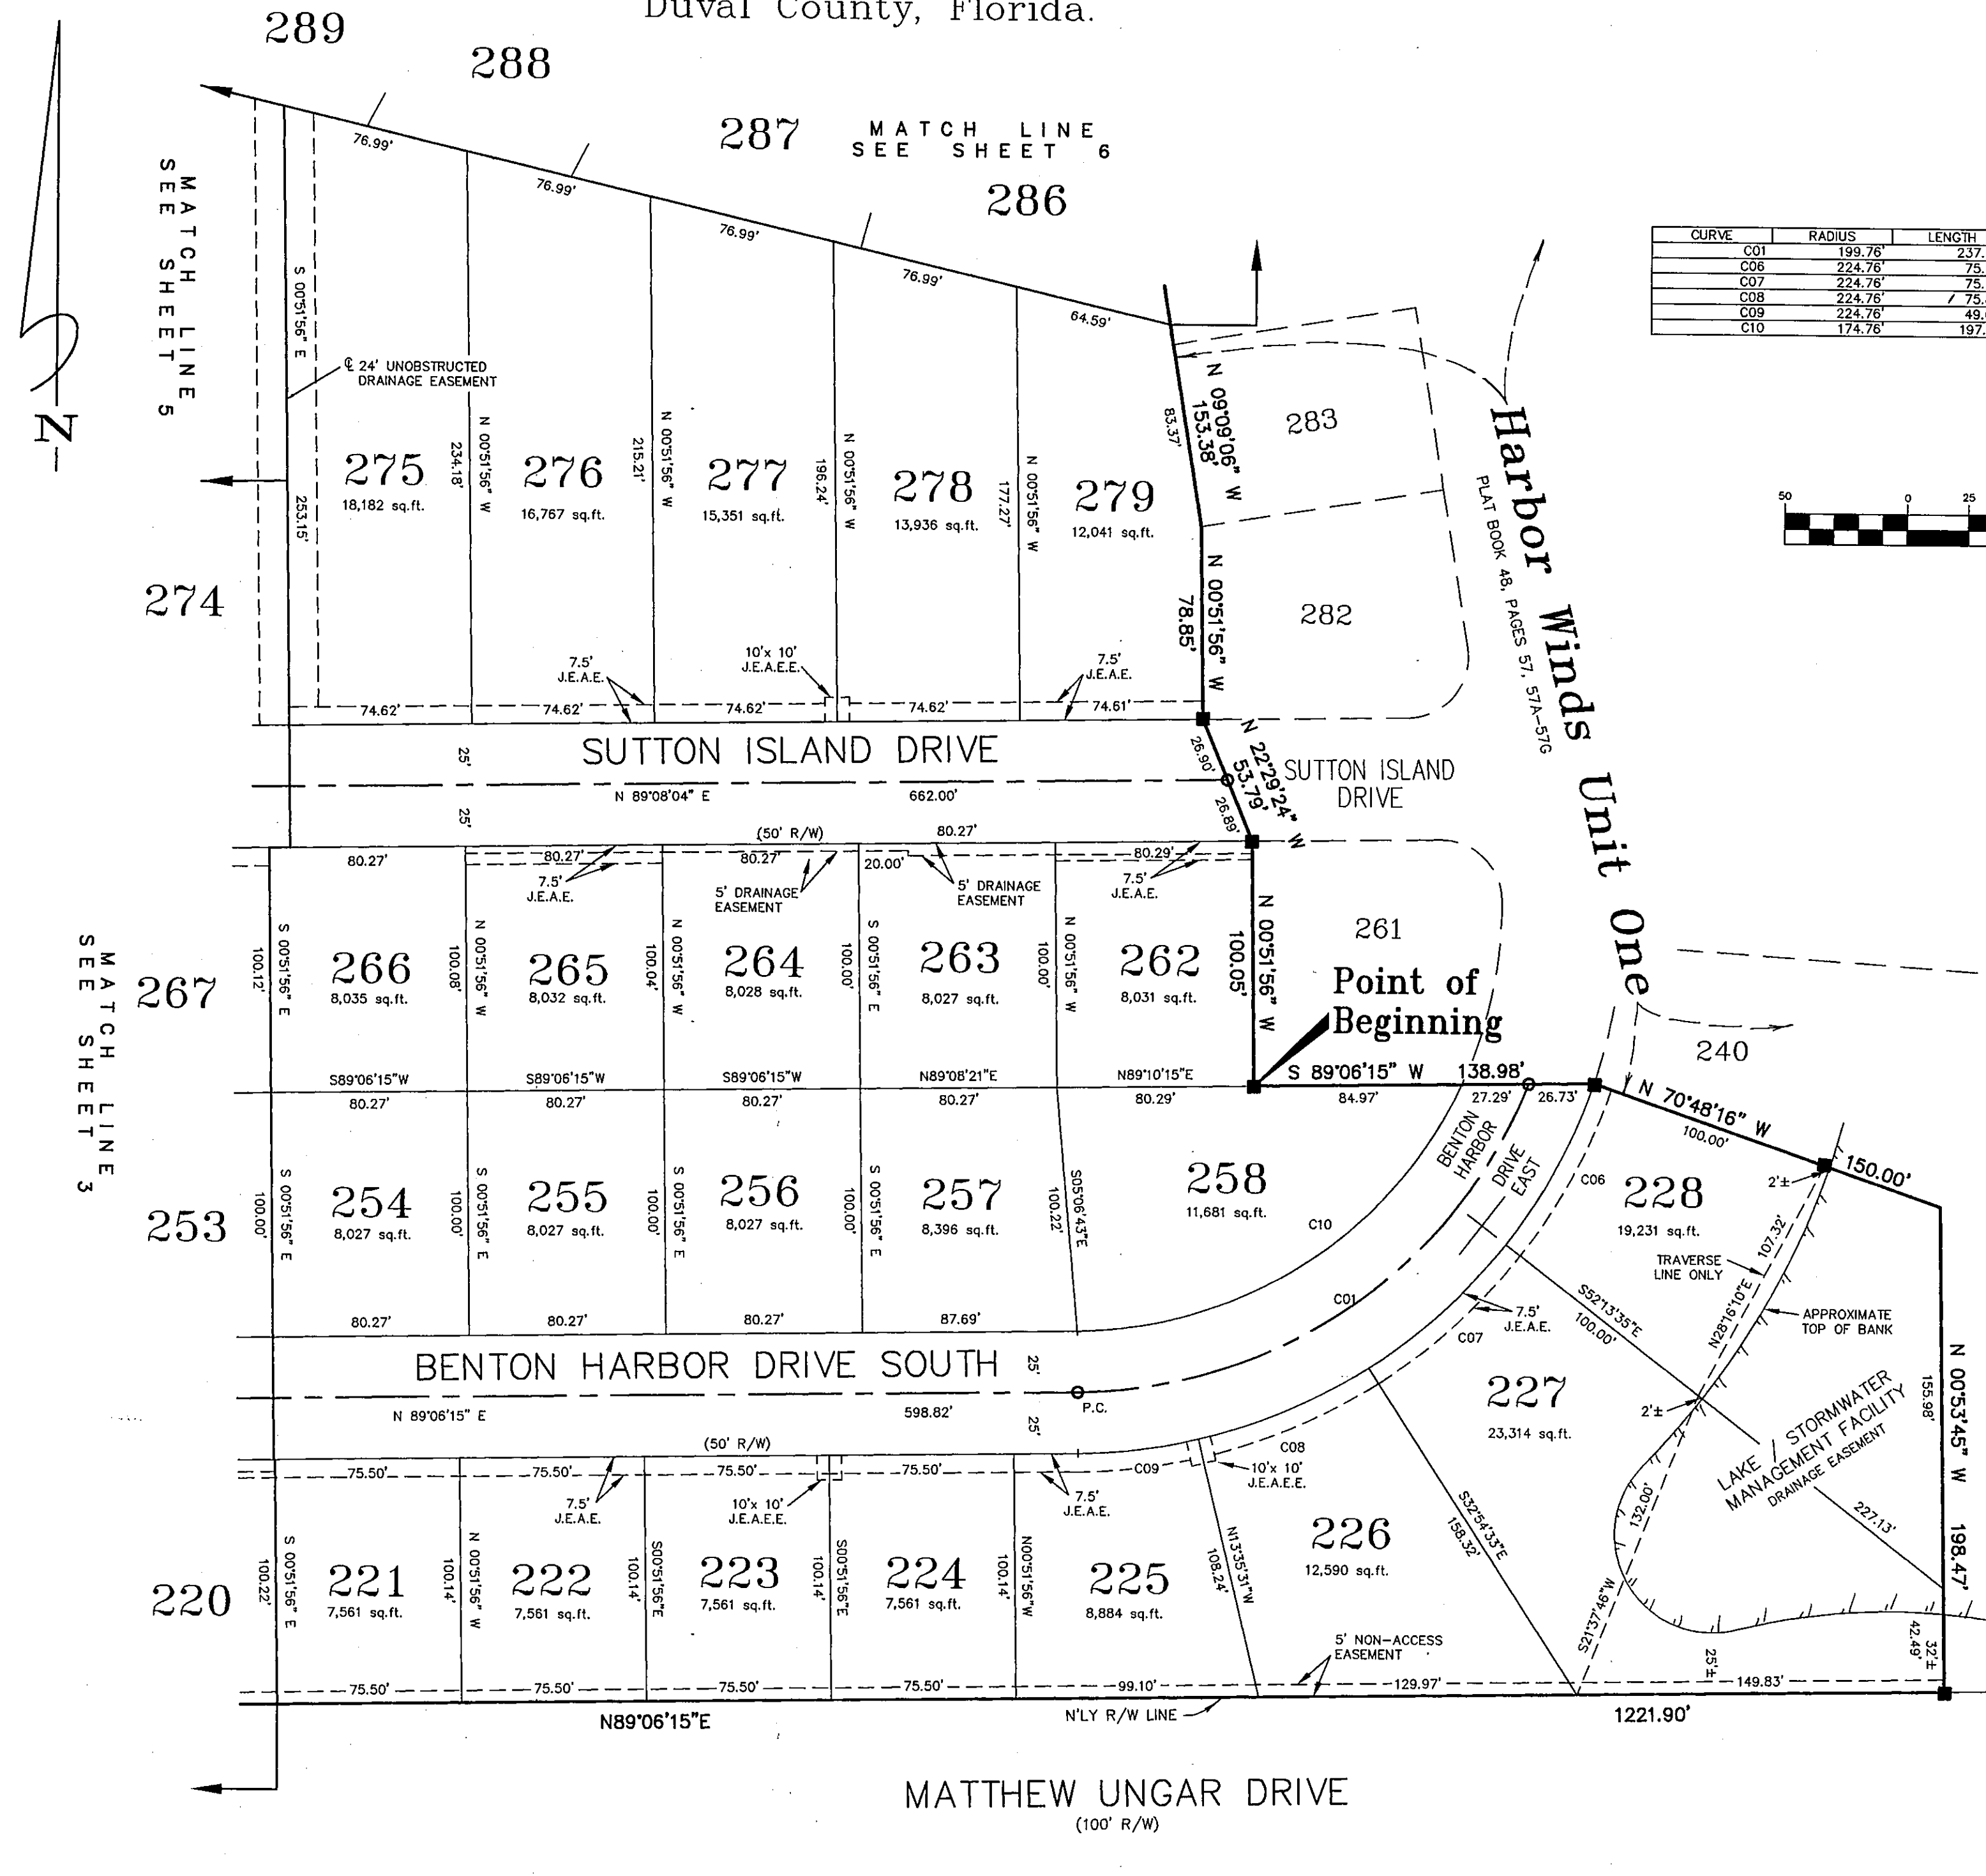 Duval County, Florida.
289
288
287
286
MATCH LINE
SEE SHEET 6
MATCH LINE
SEE SHEET 5
N
CURVE RADIUS LENGTH
C01 199.76' 237.
C06 224.76' 75.
C07 224.76' 75.
C08 224.76' 75.
C09 224.76' 49.
C10 174.76' 197.
50 0 25
76.99'
76.99'
76.99'
76.99'
64.59'
S 00°51'56" E
253.15'
℄ 24' UNOBSTRUCTED
DRAINAGE EASEMENT
274
275
18,182 sq.ft.
N 00°51'56" W
234.18'
276
16,767 sq.ft.
N 00°51'56" W
215.21'
277
15,351 sq.ft.
N 00°51'56" W
196.24'
278
13,936 sq.ft.
N 00°51'56" W
177.27'
279
12,041 sq.ft.
N 09°09'06" W
153.38'
83.37'
283
282
N 00°51'56" W
78.85'
Harbor Winds Unit One
PLAT BOOK 48, PAGES 57, 57A-57G
7.5'
J.E.A.E.
10'x 10'
J.E.A.E.E.
7.5'
J.E.A.E.
74.62'
74.62'
74.62'
74.62'
74.61'
SUTTON ISLAND DRIVE
25'
25'
N 89°08'04" E
662.00'
(50' R/W)
N 22°29'24" W
53.79'
26.90'
26.89'
SUTTON ISLAND
DRIVE
80.27'
80.27'
80.27'
80.27'
20.00'
80.29'
7.5'
J.E.A.E.
5' DRAINAGE
EASEMENT
5' DRAINAGE
EASEMENT
7.5'
J.E.A.E.
MATCH LINE
SEE SHEET 3
267
S 00°51'56" E
100.12'
266
8,035 sq.ft.
N 00°51'56" W
100.08'
265
8,032 sq.ft.
N 00°51'56" W
100.04'
264
8,028 sq.ft.
S 00°51'56" E
100.00'
263
8,027 sq.ft.
N 00°51'56" W
100.00'
262
8,031 sq.ft.
N 00°51'56" W
100.05'
261
Point of
Beginning
240
S89°06'15"W
S89°06'15"W
S89°06'15"W
N89°08'21"E
N89°10'15"E
80.27'
80.27'
80.27'
80.27'
80.29'
S 89°06'15" W 138.98'
84.97'
27.29'
26.73'
N 70°48'16" W
100.00'
150.00'
253
S 00°51'56" E
100.00'
254
8,027 sq.ft.
S 00°51'56" E
100.00'
255
8,027 sq.ft.
S 00°51'56" E
100.00'
256
8,027 sq.ft.
S 00°51'56" E
100.00'
257
8,396 sq.ft.
S05°06'43"E
100.22'
258
11,681 sq.ft.
BENTON
HARBOR
DRIVE
EAST
C10
C01
C06
228
19,231 sq.ft.
2'±
107.32'
TRAVERSE
LINE ONLY
N28°16'10"E
APPROXIMATE
TOP OF BANK
S52°13'35"E
100.00'
7.5'
J.E.A.E.
C07
80.27'
80.27'
80.27'
87.69'
BENTON HARBOR DRIVE SOUTH
25'
25'
P.C.
N 89°06'15" E
598.82'
(50' R/W)
227
23,314 sq.ft.
2'±
LAKE / STORMWATER
MANAGEMENT FACILITY
DRAINAGE EASEMENT
227.13'
N 00°53'45" W 198.47'
155.98'
132.00'
S21°37'46"W
75.50'
75.50'
75.50'
75.50'
C09
C08
7.5'
J.E.A.E.
10'x 10'
J.E.A.E.E.
7.5'
J.E.A.E.
10'x 10'
J.E.A.E.E.
220
S 00°51'56" E
100.22'
221
7,561 sq.ft.
N 00°51'56" W
100.14'
222
7,561 sq.ft.
S00°51'56"E
100.14'
223
7,561 sq.ft.
S00°51'56"E
100.14'
224
7,561 sq.ft.
N00°51'56"W
100.14'
225
8,884 sq.ft.
N13°35'31"W
108.24'
226
12,590 sq.ft.
S32°54'33"E
158.32'
5' NON-ACCESS
EASEMENT
25'±
32'±
42.49'
75.50'
75.50'
75.50'
75.50'
99.10'
129.97'
149.83'
N89°06'15"E
N'LY R/W LINE
1221.90'
MATTHEW UNGAR DRIVE
(100' R/W)